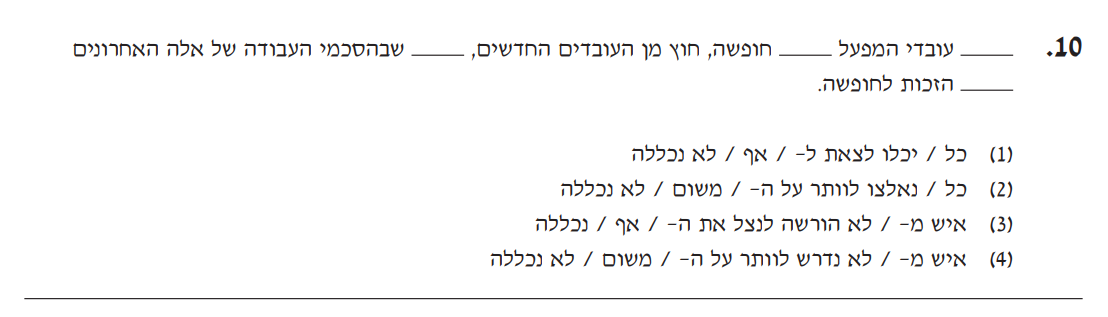 10. _____ עובדי המפעל _____ חופשה, חוץ מן העובדים החדשים, _____ שבהסכמי העבודה של אלה האחרונים
_____ הזכות לחופשה.
(1) כל / יכלו לצאת ל- / אף / לא נכללה
(2) כל / נאלצו לוותר על ה- / משום / לא נכללה
(3) איש מ- / לא הורשה לנצל את ה- / אף / נכללה
(4) איש מ- / לא נדרש לוותר על ה- / משום / לא נכללה